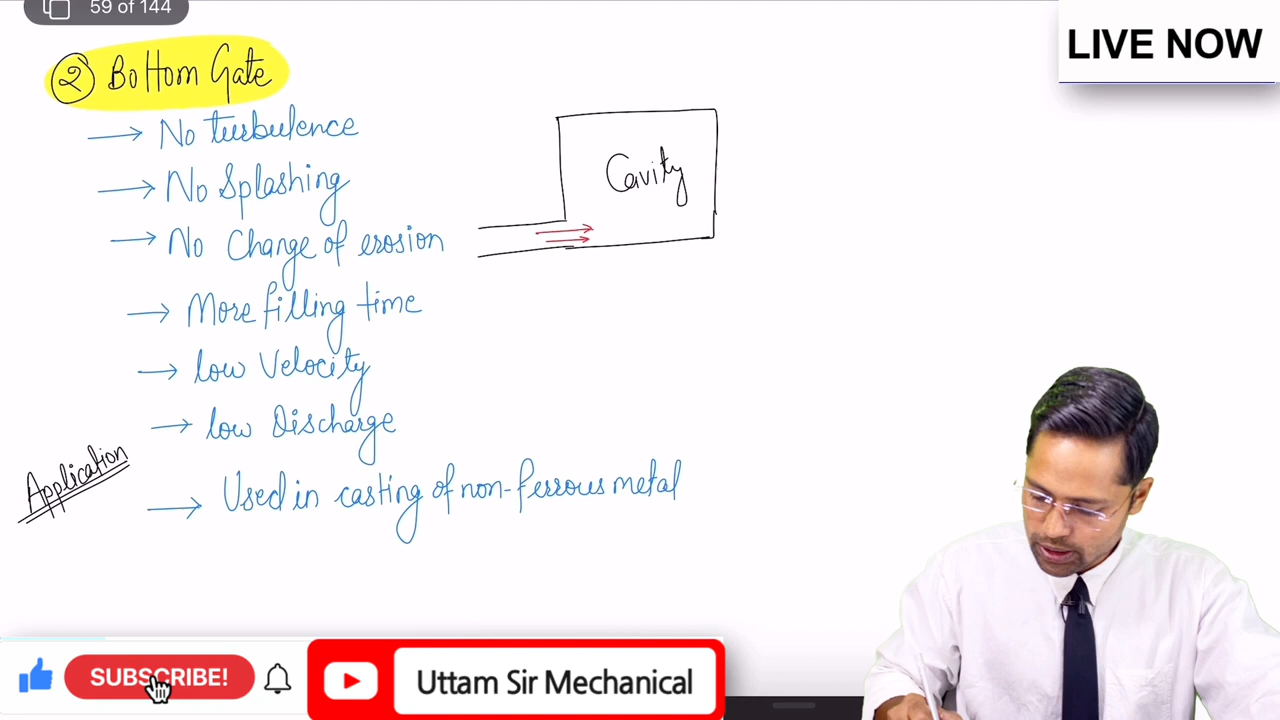 59 of 144
LIVE NOW
② Bottom Gate
→ No turbulence
→ No Splashing
→ No Change of erosion
Cavity
→ More filling time
→ low Velocity
→ low Discharge
Application
→ Used in casting of non-ferrous metal
SUBSCRIBE!
Uttam Sir Mechanical